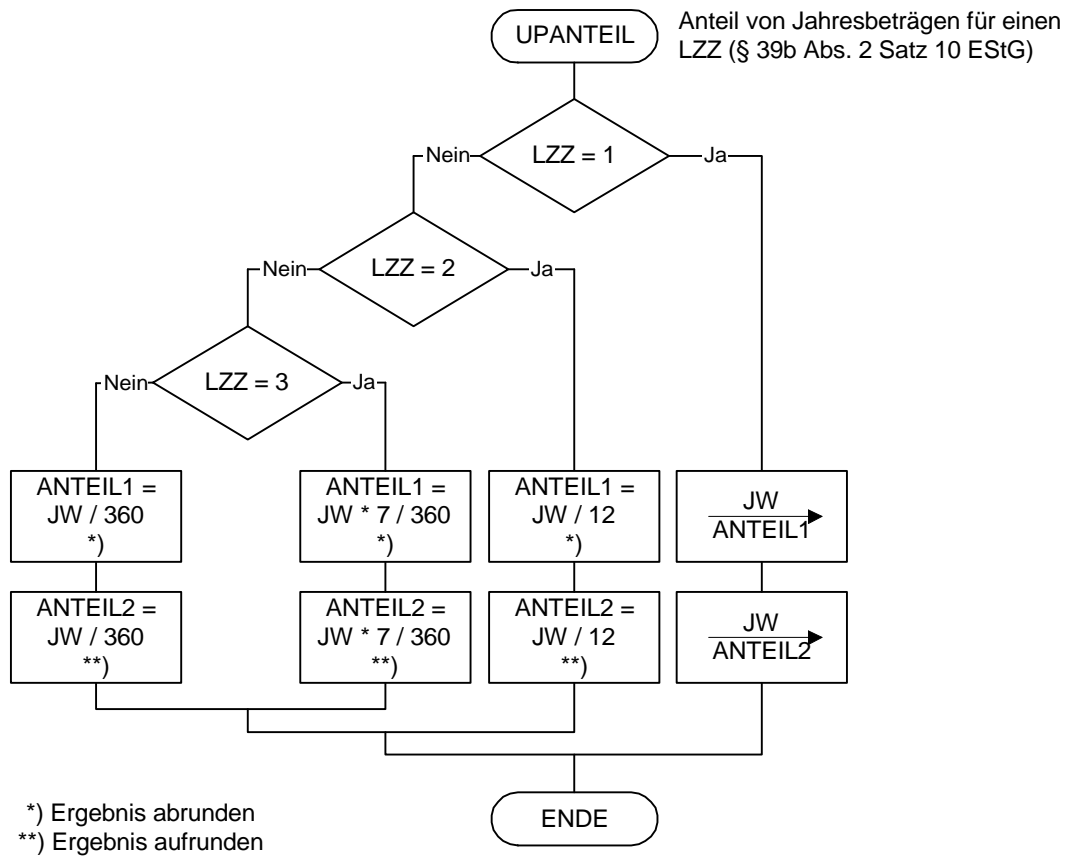 UPANTEIL
Anteil von Jahresbeträgen für einen
LZZ (§ 39b Abs. 2 Satz 10 EStG)
Nein
LZZ = 1
Ja
Nein
LZZ = 2
Ja
Nein
LZZ = 3
Ja
ANTEIL1 =
JW / 360
*)
ANTEIL1 =
JW * 7 / 360
*)
ANTEIL1 =
JW / 12
*)
JW
ANTEIL1
ANTEIL2 =
JW / 360
**)
ANTEIL2 =
JW * 7 / 360
**)
ANTEIL2 =
JW / 12
**)
JW
ANTEIL2
*) Ergebnis abrunden
**) Ergebnis aufrunden
ENDE